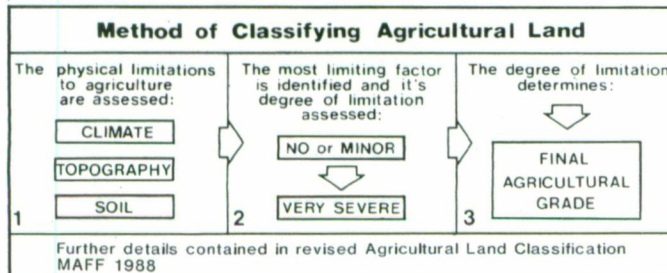 Method of Classifying Agricultural Land
The physical limitations
to agriculture
are assessed:
CLIMATE
TOPOGRAPHY
SOIL
1
The most limiting factor
is identified and it's
degree of limitation
assessed:
NO or MINOR
VERY SEVERE
2
The degree of limitation
determines:
FINAL
AGRICULTURAL
GRADE
3
Further details contained in revised Agricultural Land Classification
MAFF 1988